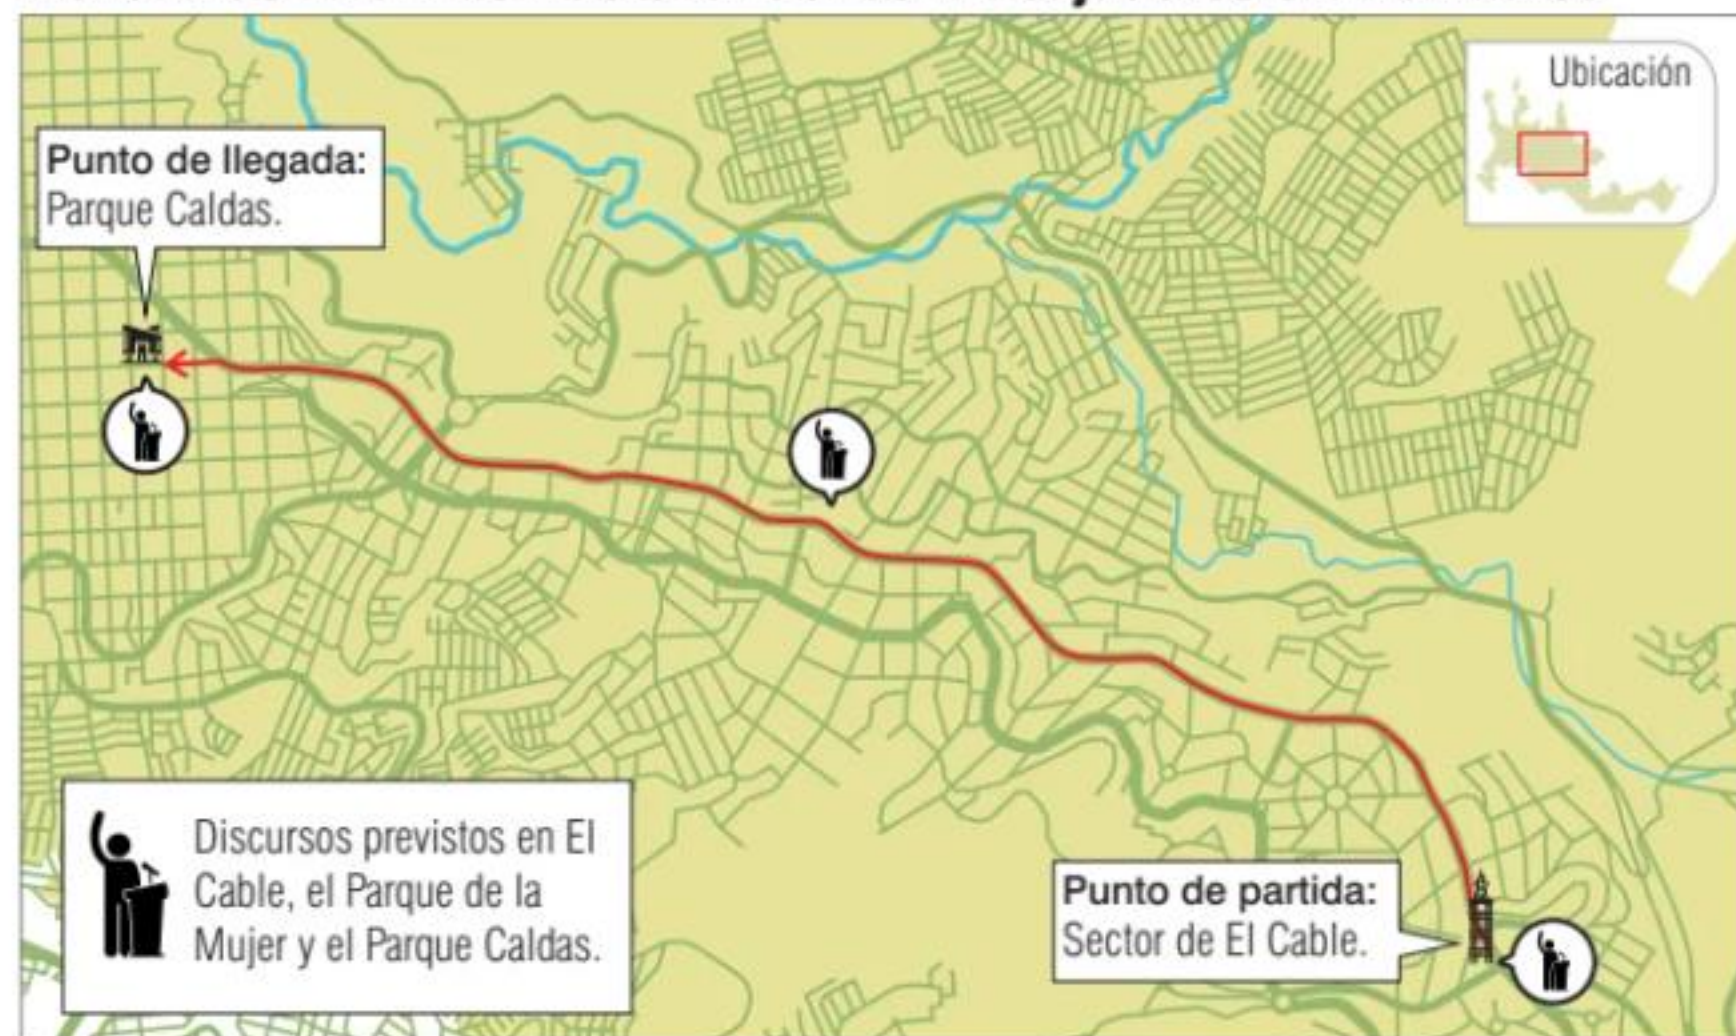 Ubicación
Punto de llegada:
Parque Caldas.
Discursos previstos en El
Cable, el Parque de la
Mujer y el Parque Caldas.
Punto de partida:
Sector de El Cable.